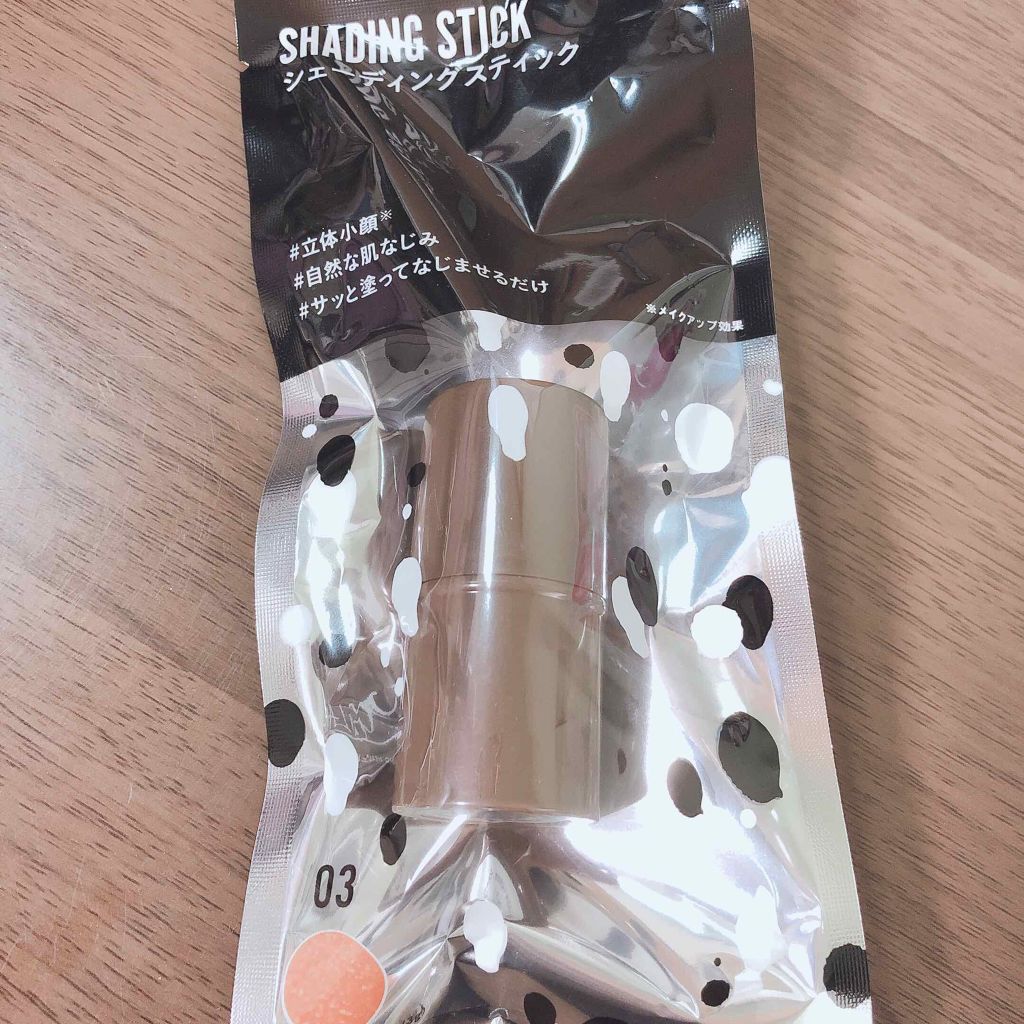 SHADING STICK
シェーディングスティック
#立体小顔※
#自然な肌なじみ
#サッと塗ってなじませるだけ
※メイクアップ効果
03